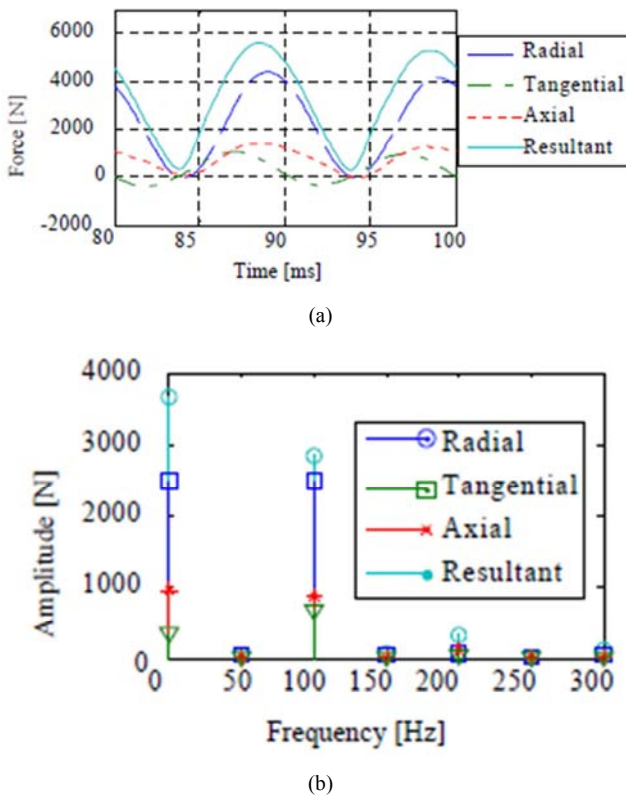 6000
4000
2000
0
-2000
Force [ N]
80 85 90 95 100
Time [ms]
Radial
Tangential
Axial
Resultant
(a)
4000
3000
2000
1000
0
Amplitude [N]
0 50 100 150 200 250 300
Frequency [Hz]
Radial
Tangential
Axial
Resultant
(b)